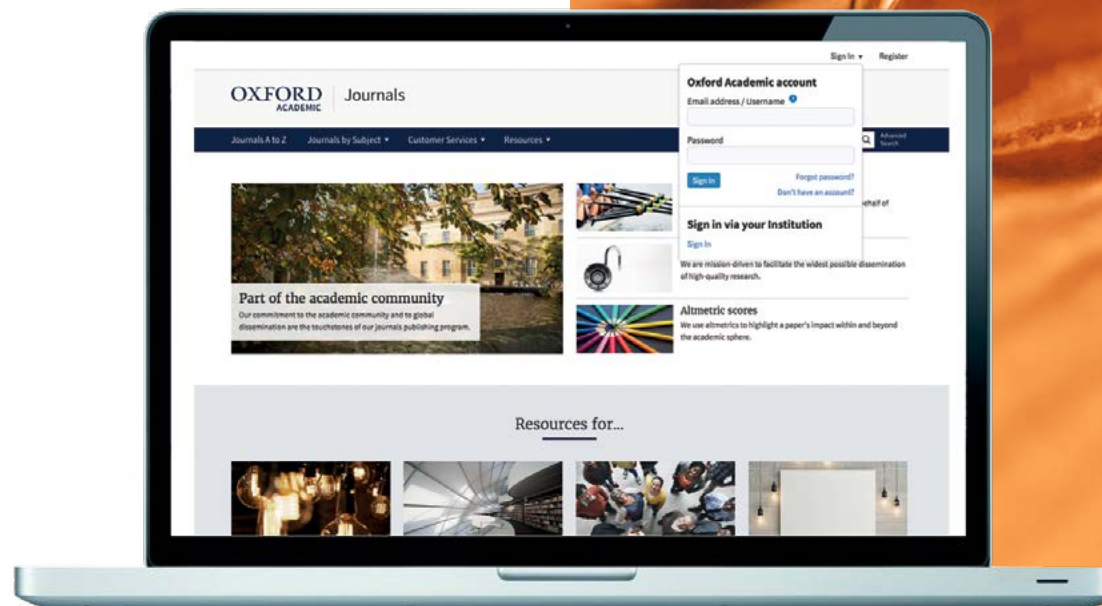 Sign In
Register
OXFORD
ACADEMIC
Journals
Oxford Academic account
Email address / Username
Password
Sign In
Forgot password?
Don't have an account?
Sign in via your Institution
Sign In
Journals A to Z
Journals by Subject
Customer Services
Resources
Advanced
Search
ehalf of
We are mission-driven to facilitate the widest possible dissemination
of high-quality research.
Part of the academic community
Our commitment to the academic community and to global
dissemination are the touchstones of our journals publishing program.
Altmetric scores
We use altmetrics to highlight a paper's impact within and beyond
the academic sphere.
Resources for...